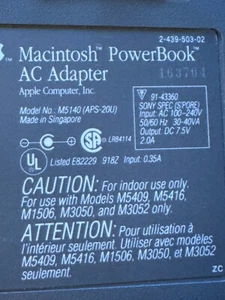 2-439-503-02
Macintosh™ PowerBook™
AC Adapter
163704
Apple Computer, Inc.
Model No.: M5140 (APS-20U)
Made in Singapore
91-43360
SONY SPEC (S'PORE)
Input: AC 100–240V
50/60 Hz 30-40VA
Output: DC 7.5V
2.0A
LR84114
Listed E82229 918Z Input: 0.35A
CAUTION: For indoor use only.
For use with Models M5409, M5416,
M1506, M3050, and M3052 only.
ATTENTION: Pour utilisation à
l'intérieur seulement. Utiliser avec modèles
M5409, M5416, M1506, M3050, et M3052
seulement.
ZC